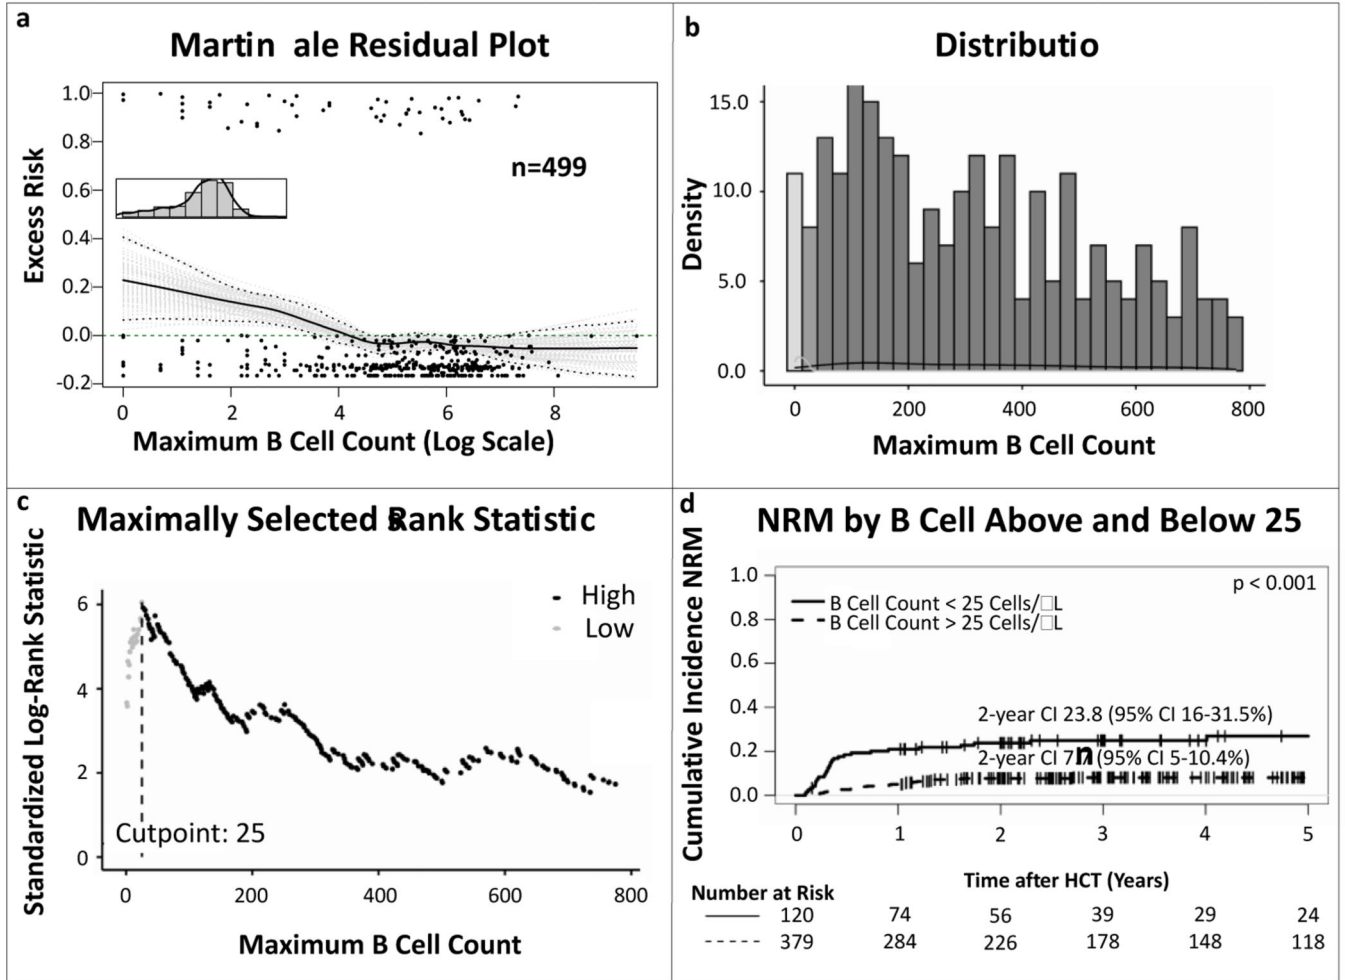 a
Martin ale Residual Plot
Excess Risk
1.0
0.8
0.6
0.4
0.2
0.0
-0.2
n=499
0 2 4 6 8
Maximum B Cell Count (Log Scale)
b
Distributio
Density
15.0
10.0
5.0
0.0
0 200 400 600 800
Maximum B Cell Count
c
Maximally Selected Rank Statistic
Standardized Log-Rank Statistic
6
4
2
0
High
Low
Cutpoint: 25
0 200 400 600 800
Maximum B Cell Count
d
NRM by B Cell Above and Below 25
Cumulative Incidence NRM
1.0
0.8
0.6
0.4
0.2
0.0
p < 0.001
B Cell Count < 25 Cells/□L
B Cell Count > 25 Cells/□L
2-year CI 23.8 (95% CI 16-31.5%)
2-year CI (95% CI 5-10.4%)
0 1 2 3 4 5
Time after HCT (Years)
Number at Risk
120 74 56 39 29 24
379 284 226 178 148 118